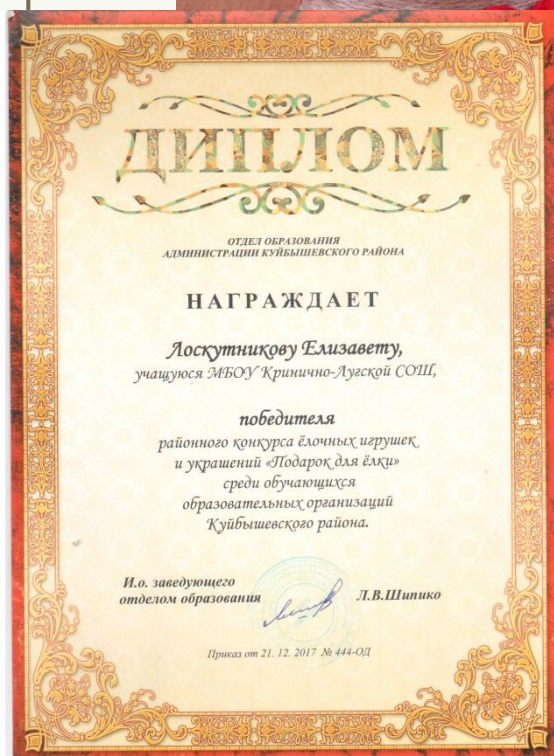 ДИПЛОМ
ОТДЕЛ ОБРАЗОВАНИЯ
АДМИНИСТРАЦИИ КУЙБЫШЕВСКОГО РАЙОНА
НАГРАЖДАЕТ
Лоскутникову Елизавету,
учащуюся МБОУ Кринично-Лугской СОШ,
победителя
районного конкурса ёлочных игрушек
и украшений «Подарок для ёлки»
среди обучающихся
образовательных организаций
Куйбышевского района.
И.о. заведующего
отделом образования Л.В.Шипико
Приказ от 21. 12. 2017 № 444-ОД